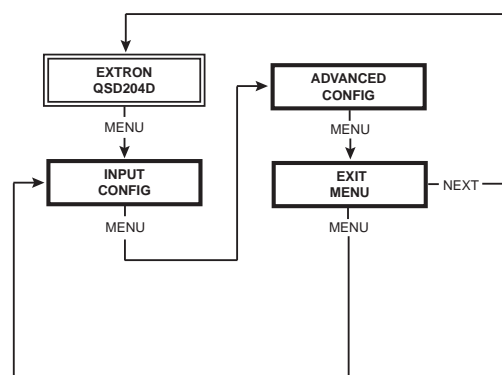 EXTRON
QSD204D
MENU
INPUT
CONFIG
MENU
ADVANCED
CONFIG
MENU
EXIT
MENU
NEXT
MENU